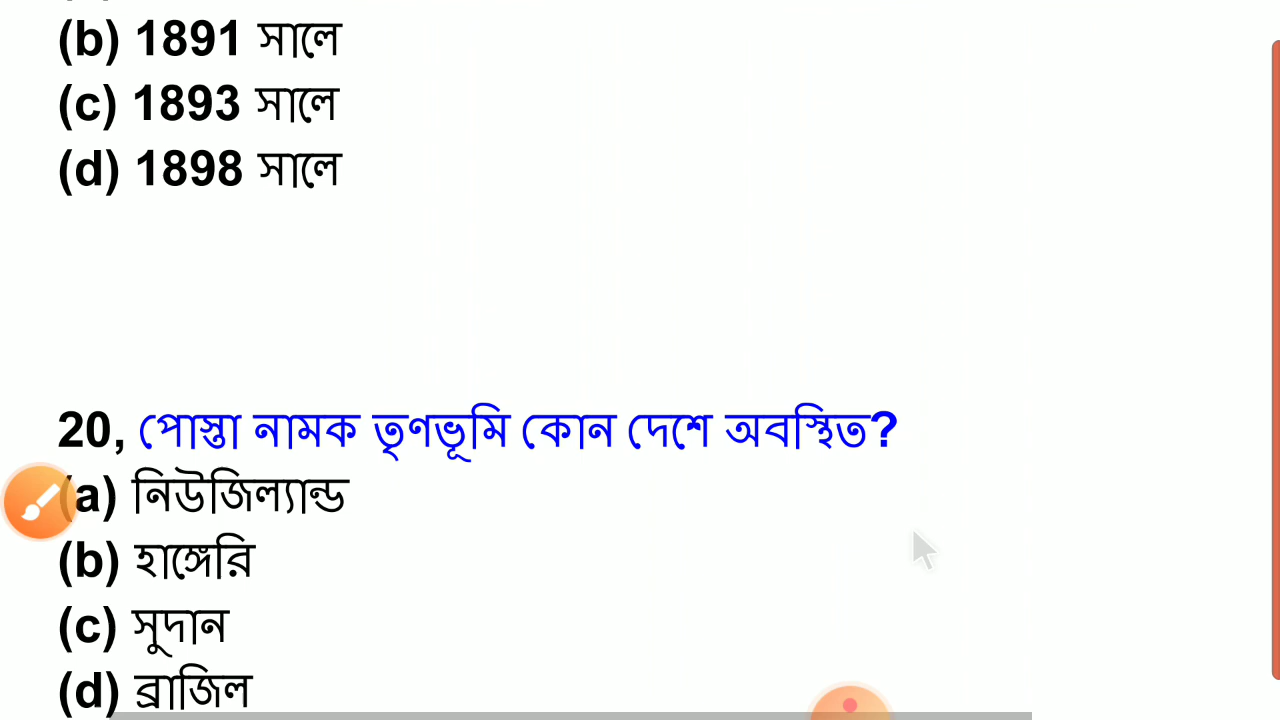 (b) 1891 সালে
(c) 1893 সালে
(d) 1898 সালে
20, পোস্তা নামক তৃণভূমি কোন দেশে অবস্থিত?
(a) নিউজিল্যান্ড
(b) হাঙ্গেরি
(c) সুদান
(d) ব্রাজিল